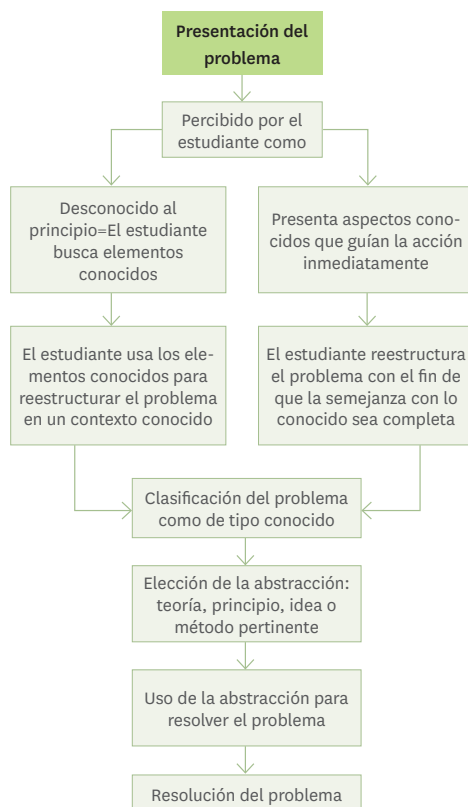 Presentación del
problema
Percibido por el
estudiante como
Desconocido al
principio=El estudiante
busca elementos
conocidos
Presenta aspectos cono-
cidos que guían la acción
inmediatamente
El estudiante usa los ele-
mentos conocidos para
reestructurar el problema
en un contexto conocido
El estudiante reestructura
el problema con el fin de
que la semejanza con lo
conocido sea completa
Clasificación del problema
como de tipo conocido
Elección de la abstracción:
teoría, principio, idea o
método pertinente
Uso de la abstracción para
resolver el problema
Resolución del problema